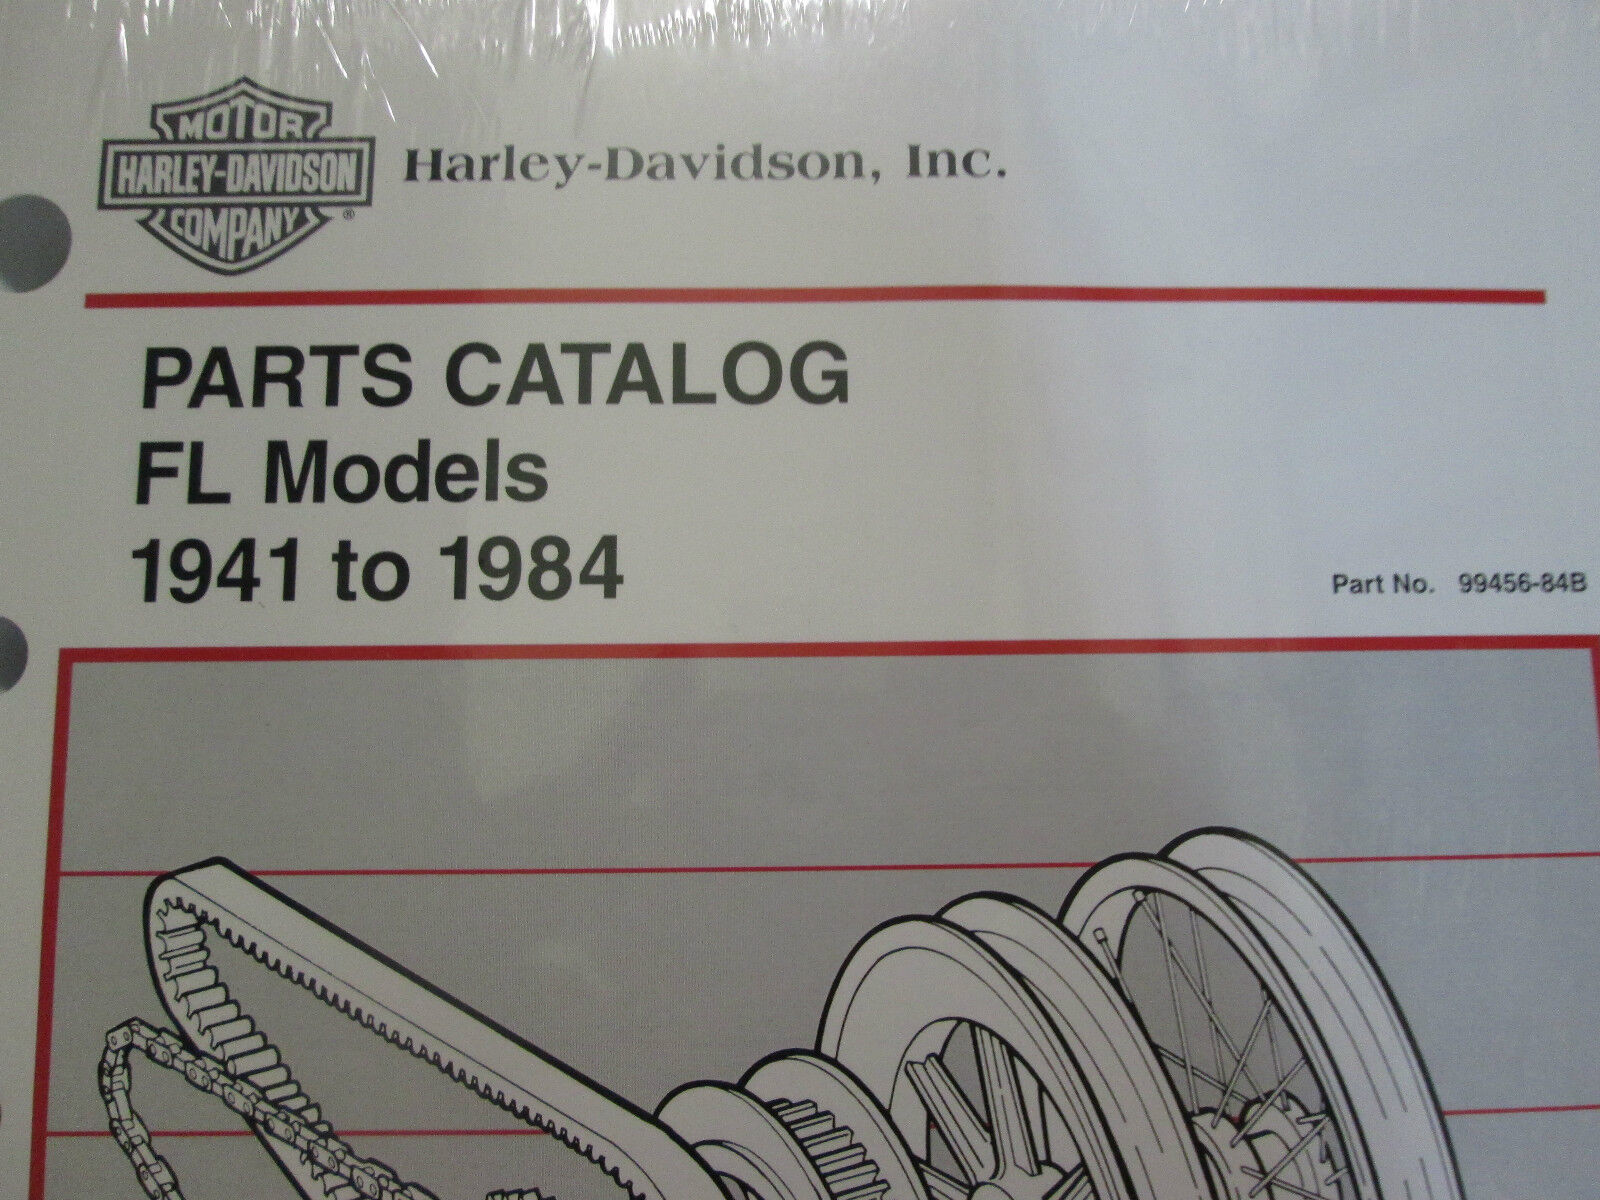 MOTOR
HARLEY-DAVIDSON
COMPANY ®
Harley-Davidson, Inc.
PARTS CATALOG
FL Models
1941 to 1984
Part No. 99456-84B